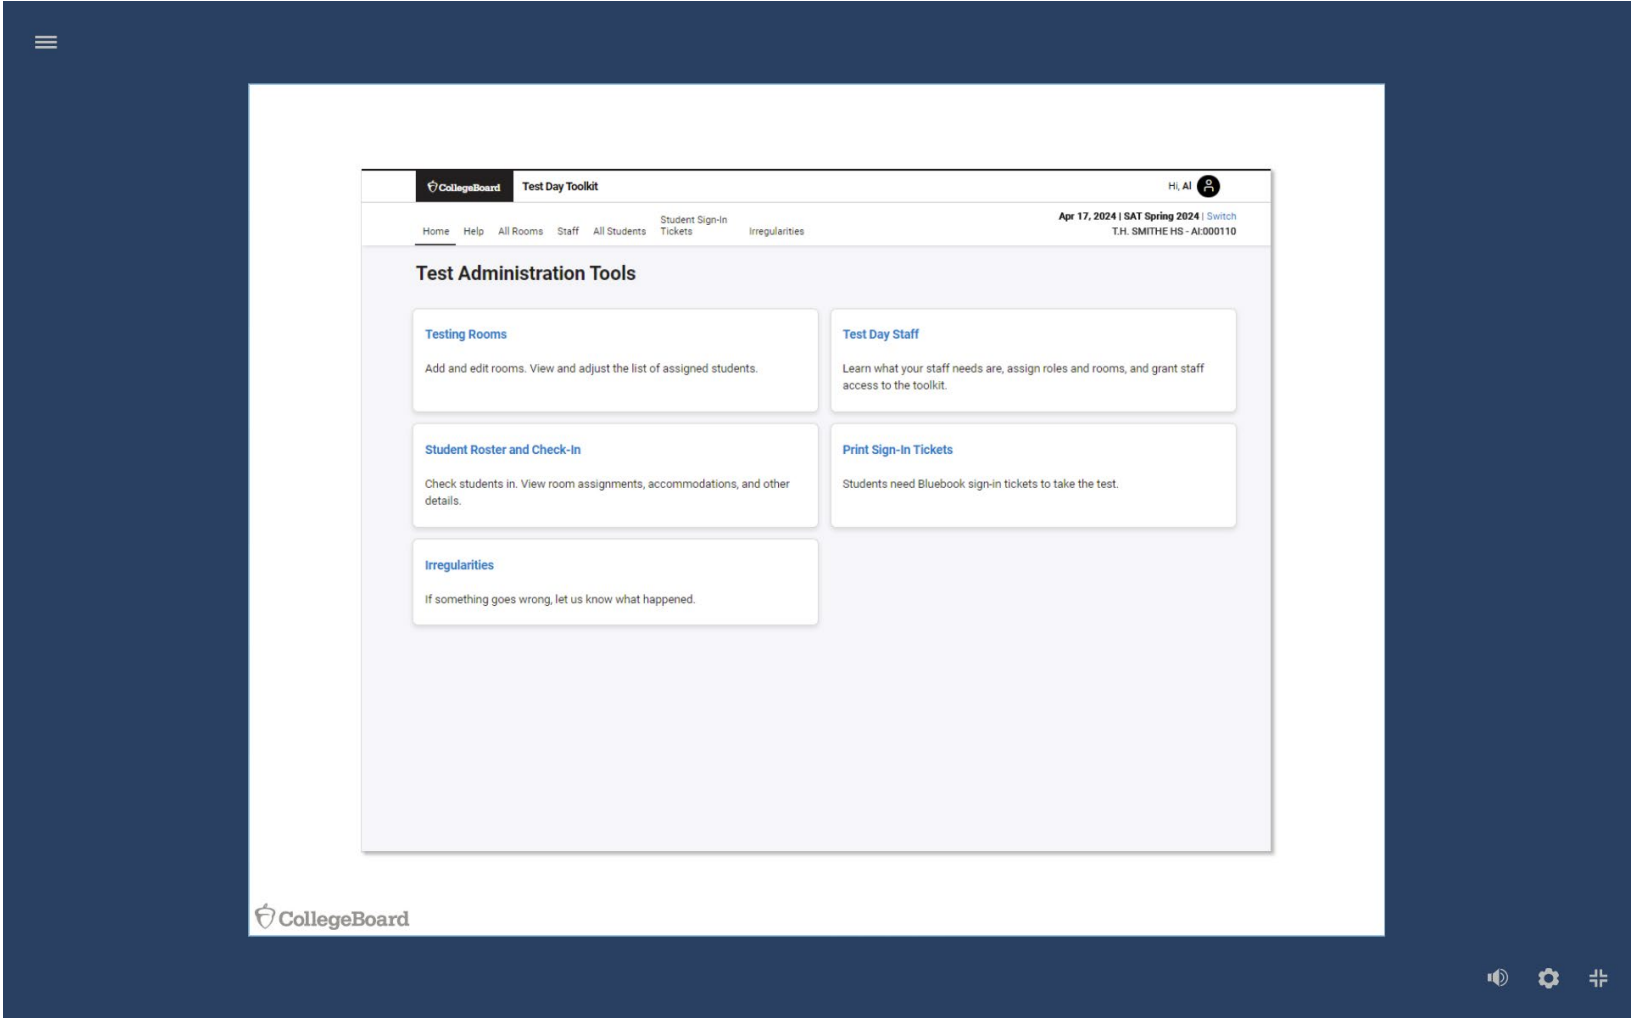 CollegeBoard Test Day Toolkit Hi, Al
Apr 17, 2024 | SAT Spring 2024 | Switch
T.H. SMITHE HS - AI:000110
Home Help All Rooms Staff All Students Student Sign-In Tickets Irregularities
Test Administration Tools
Testing Rooms
Add and edit rooms. View and adjust the list of assigned students.
Test Day Staff
Learn what your staff needs are, assign roles and rooms, and grant staff
access to the toolkit.
Student Roster and Check-In
Check students in. View room assignments, accommodations, and other
details.
Print Sign-In Tickets
Students need Bluebook sign-in tickets to take the test.
Irregularities
If something goes wrong, let us know what happened.
CollegeBoard